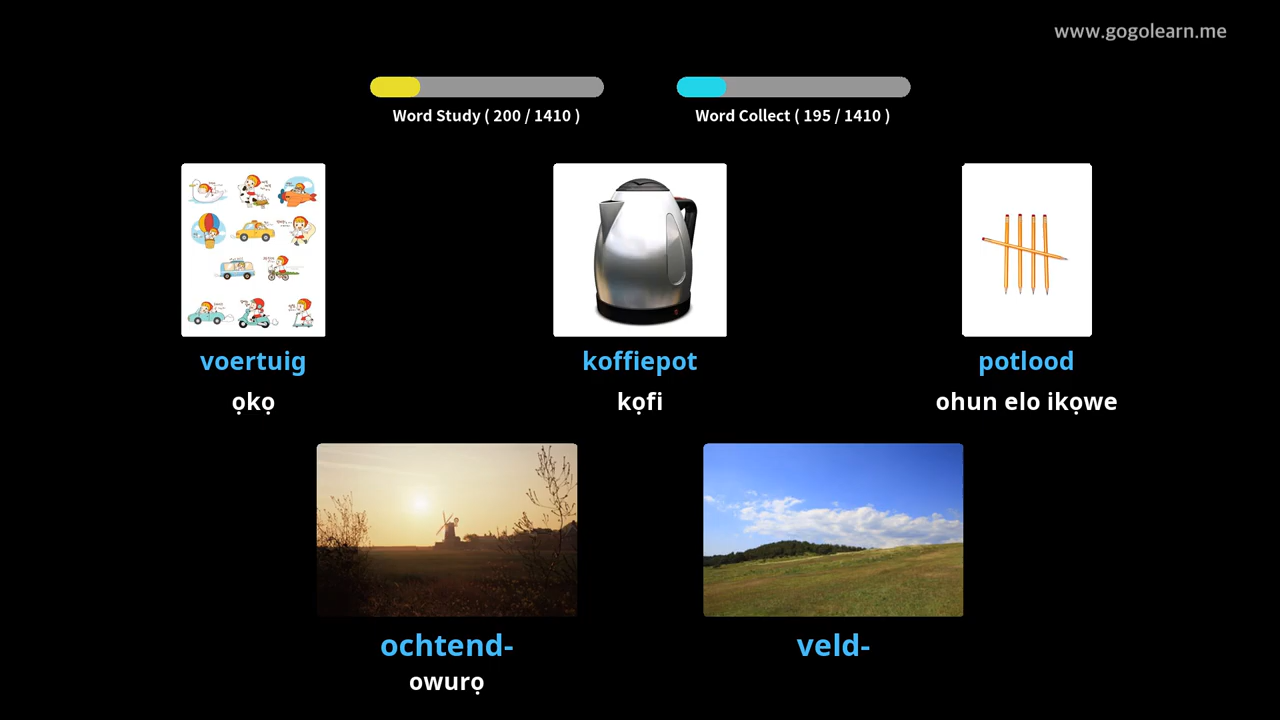 www.gogolearn.me
Word Study ( 200 / 1410 )
Word Collect ( 195 / 1410 )
voertuig
koffiepot
potlood
ọkọ
kọfi
ohun elo ikọwe
ochtend-
veld-
owurọ